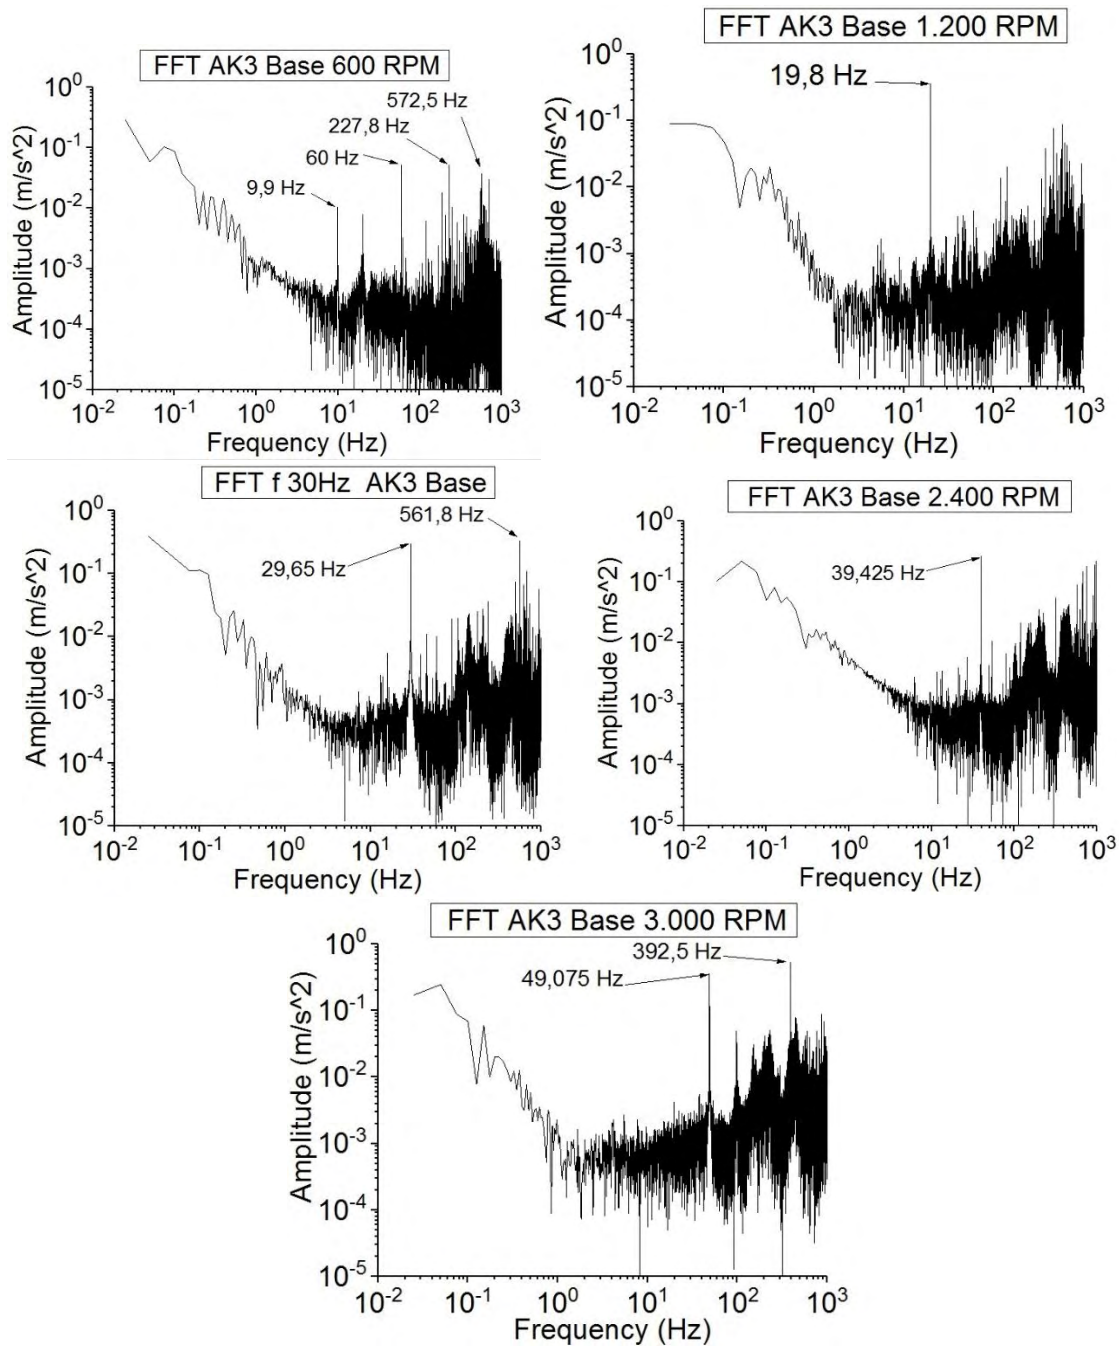 FFT AK3 Base 600 RPM
Amplitude (m/s^2)
10^0
10^-1
10^-2
10^-3
10^-4
10^-5
572,5 Hz
227,8 Hz
60 Hz
9,9 Hz
10^-2 10^-1 10^0 10^1 10^2 10^3
Frequency (Hz)
FFT AK3 Base 1.200 RPM
Amplitude (m/s^2)
10^0
10^-1
10^-2
10^-3
10^-4
10^-5
19,8 Hz
10^-2 10^-1 10^0 10^1 10^2 10^3
Frequency (Hz)
FFT f 30Hz AK3 Base
Amplitude (m/s^2)
10^0
10^-1
10^-2
10^-3
10^-4
10^-5
561,8 Hz
29,65 Hz
10^-2 10^-1 10^0 10^1 10^2 10^3
Frequency (Hz)
FFT AK3 Base 2.400 RPM
Amplitude (m/s^2)
10^0
10^-1
10^-2
10^-3
10^-4
10^-5
39,425 Hz
10^-2 10^-1 10^0 10^1 10^2 10^3
Frequency (Hz)
FFT AK3 Base 3.000 RPM
Amplitude (m/s^2)
10^0
10^-1
10^-2
10^-3
10^-4
10^-5
392,5 Hz
49,075 Hz
10^-2 10^-1 10^0 10^1 10^2 10^3
Frequency (Hz)